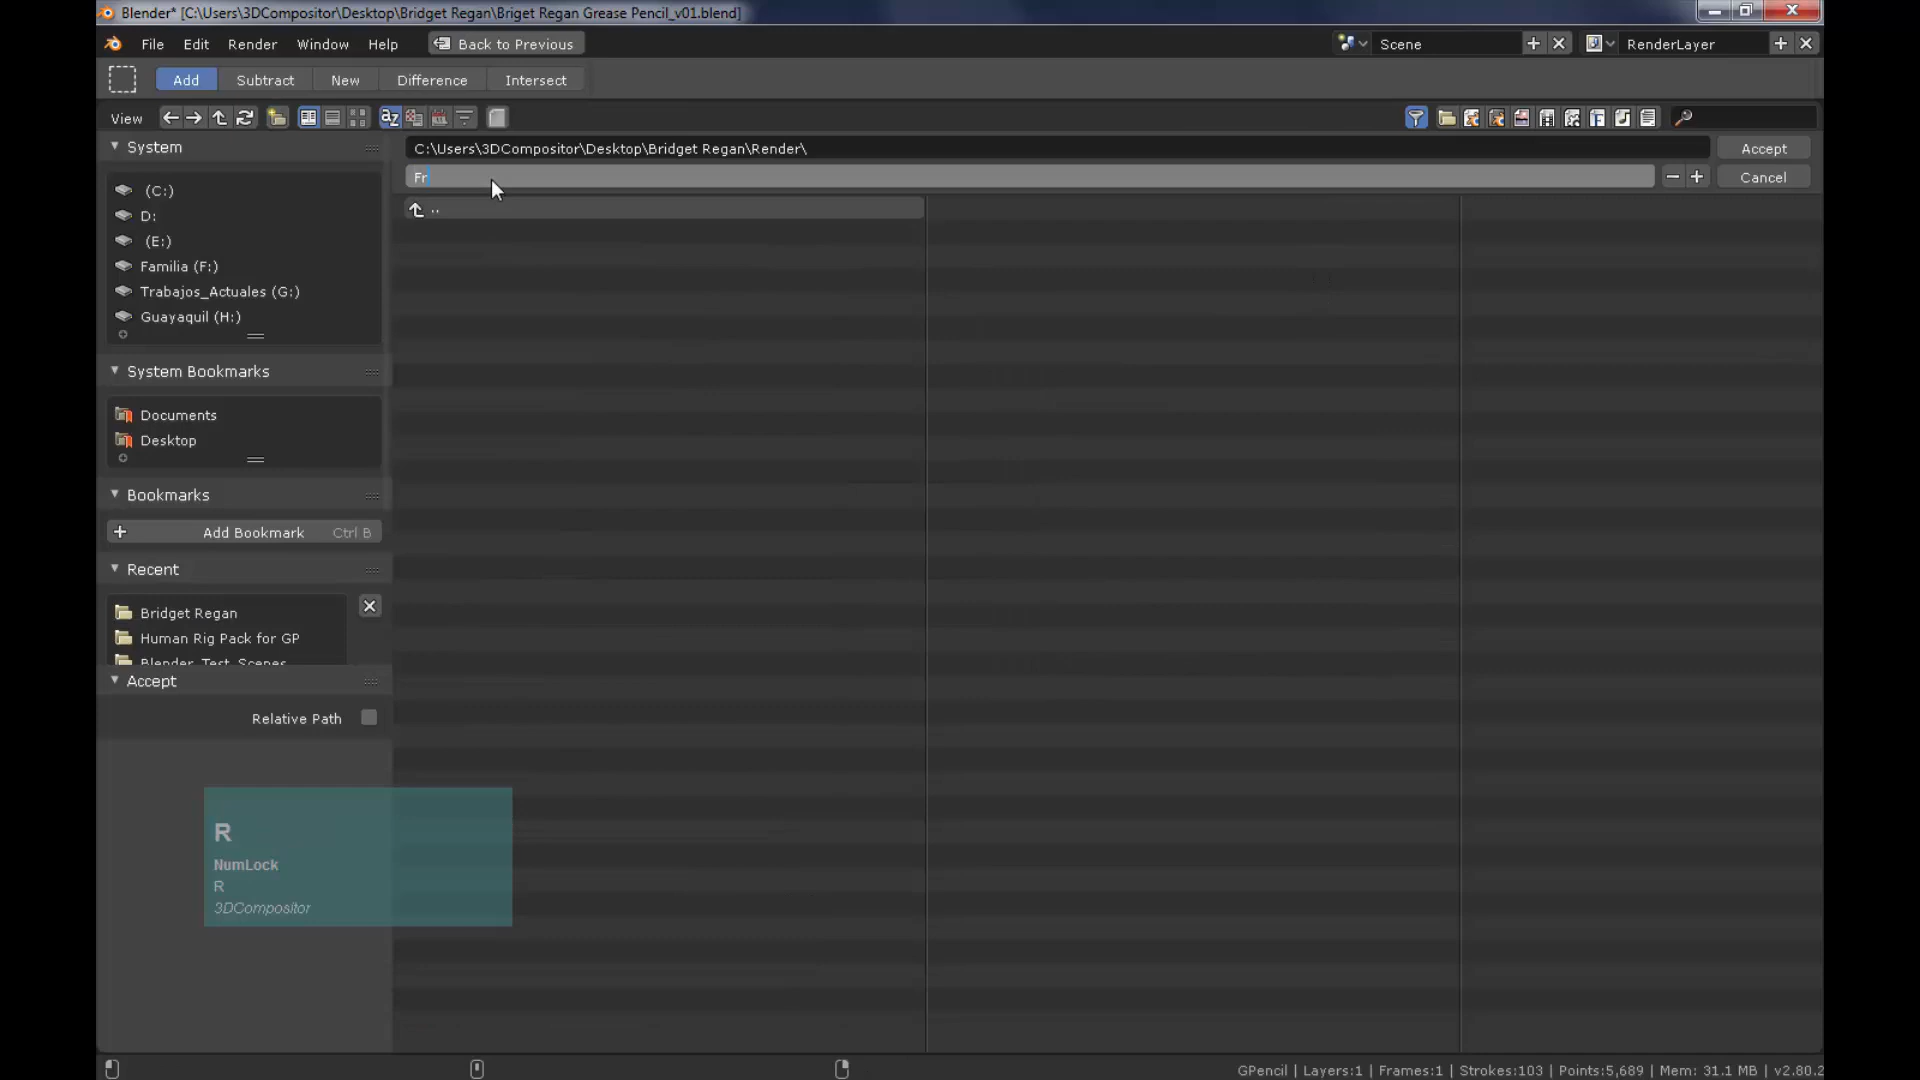 Blender* [C:\Users\3DCompositor\Desktop\Bridget Regan\Briget Regan Grease Pencil_v01.blend]
File Edit Render Window Help Back to Previous Scene RenderLayer
Add Subtract New Difference Intersect
View
System
C:\Users\3DCompositor\Desktop\Bridget Regan\Render\ Accept
Fr Cancel
(C:)
..
D:
(E:)
Familia (F:)
Trabajos_Actuales (G:)
Guayaquil (H:)
System Bookmarks
Documents
Desktop
Bookmarks
Add Bookmark Ctrl B
Recent
Bridget Regan
Human Rig Pack for GP
Blender_Test_Scenes
Accept
Relative Path
R
NumLock
R
3DCompositor
GPencil | Layers:1 | Frames:1 | Strokes:103 | Points:5,689 | Mem: 31.1 MB | v2.80.2